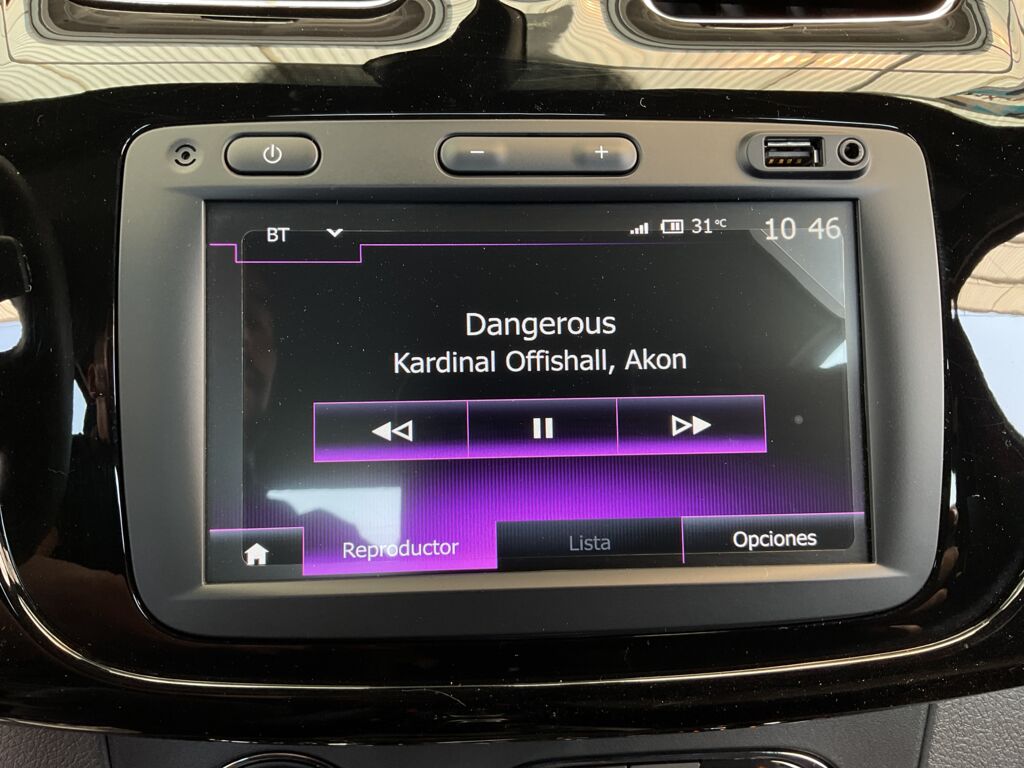 − +
BT 31°C 10 46
Dangerous
Kardinal Offishall, Akon
Reproductor Lista Opciones